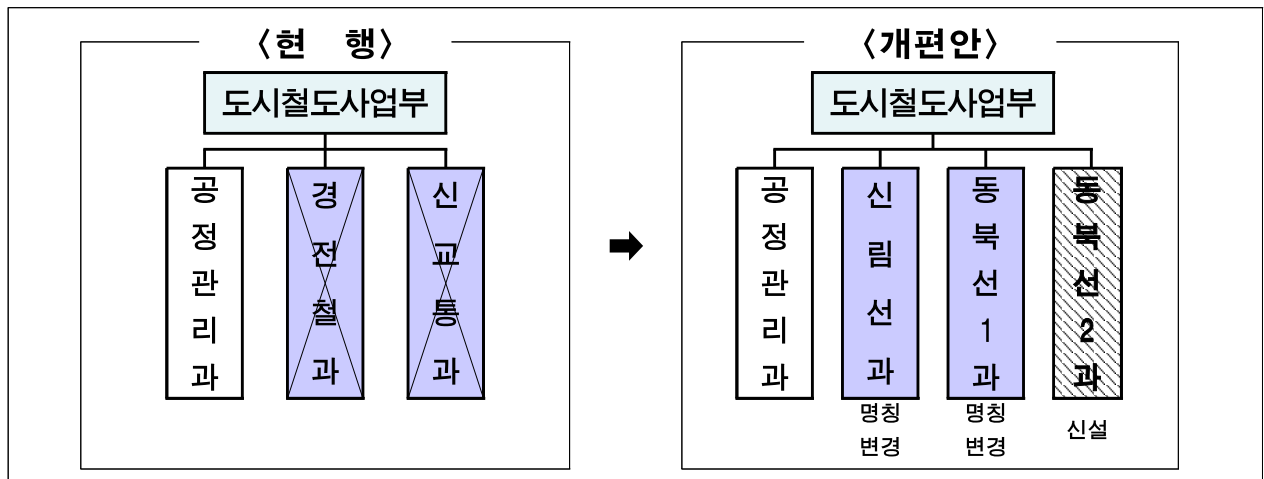 〈현 행〉
도시철도사업부
공정관리과
경전철과
신교통과
〈개편안〉
도시철도사업부
공정관리과
신림선과
명칭
변경
동북선1과
명칭
변경
동북선2과
신설